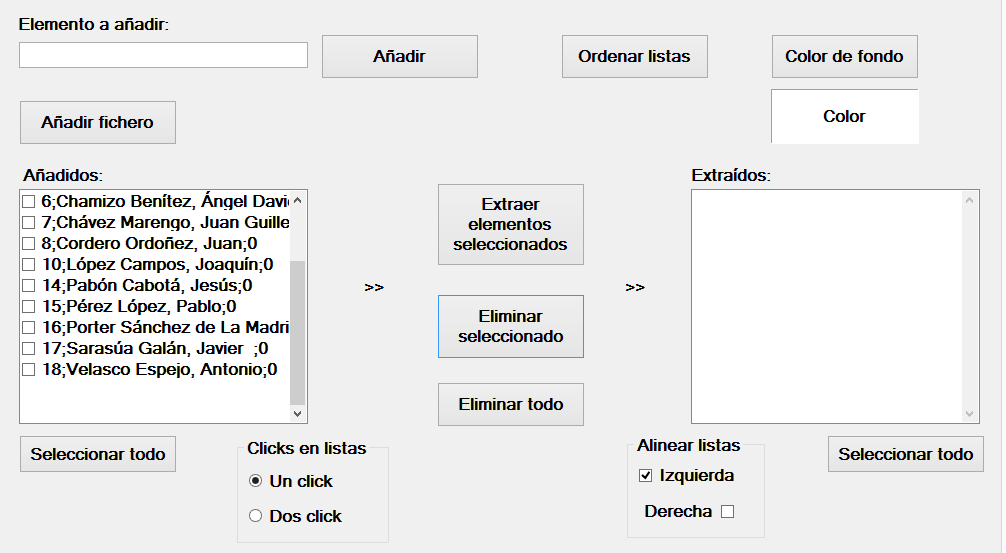 Elemento a añadir:
Añadir
Ordenar listas
Color de fondo
Color
Añadir fichero
Añadidos:
Extraídos:
6;Chamizo Benítez, Ángel Davi
7;Chávez Marengo, Juan Guille
8;Cordero Ordoñez, Juan;0
10;López Campos, Joaquín;0
14;Pabón Cabotá, Jesús;0
15;Pérez López, Pablo;0
16;Porter Sánchez de La Madri
17;Sarasúa Galán, Javier  ;0
18;Velasco Espejo, Antonio;0
>>
Extraer
elementos
seleccionados
Eliminar
seleccionado
Eliminar todo
>>
Seleccionar todo
Clicks en listas
Un click
Dos click
Alinear listas
Izquierda
Derecha
Seleccionar todo